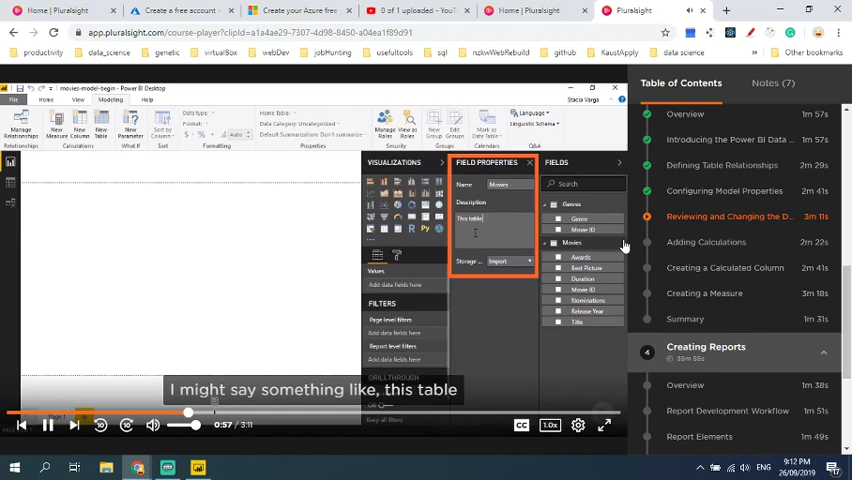 Home | Pluralsight
Create a free account -
Create your Azure free
0 of 1 uploaded - YouT
Home | Pluralsight
Pluralsight
app.pluralsight.com/course-player?clipId=a1a4ae29-7307-4d98-8450-a04ea6f89d91
productivity
data_science
genetic
virtualBox
webDev
jobHunting
usefultools
sql
nzkwWebRebuild
github
KaustApply
data science
Other bookmarks
movies-model-begin - Power BI Desktop
Stacia Varga
File
Home
View
Modeling
Help
Manage Relationships
New Measure
New Column
New Table
New Parameter
Sort by Column
Data type:
Format:
Home Table:
Data Category: Uncategorized
Default Summarization: Don't summarize
Manage Roles
View as Roles
New Group
Edit Groups
Mark as Date Table
Language
Linguistic Schema
Relationships
Calculations
What If
Sort
Formatting
Properties
Security
Groups
Calendars
Q&A
VISUALIZATIONS
FIELD PROPERTIES
FIELDS
Name
Movies
Description
This table
Storage ...
Import
Search
Genres
Genre
Movie ID
Movies
Awards
Best Picture
Duration
Movie ID
Nominations
Release Year
Title
Values
Add data fields here
FILTERS
Page level filters
Add data fields here
Report level filters
Add data fields here
DRILLTHROUGH
Off
Keep all filters
I might say something like, this table
0:57 / 3:11
CC
1.0x
Table of Contents
Notes (7)
Overview
1m 57s
Introducing the Power BI Data ...
1m 57s
Defining Table Relationships
2m 29s
Configuring Model Properties
2m 41s
Reviewing and Changing the D...
3m 11s
Adding Calculations
2m 22s
Creating a Calculated Column
2m 41s
Creating a Measure
3m 18s
Summary
1m 31s
4
Creating Reports
35m 55s
Overview
1m 38s
Report Development Workflow
1m 51s
Report Elements
1m 49s
ENG
9:12 PM
26/09/2019
17